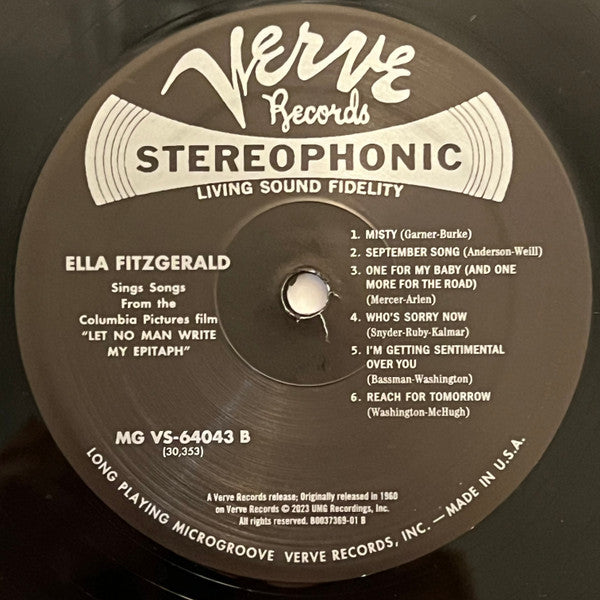 Verve
Records
STEREOPHONIC
LIVING SOUND FIDELITY
ELLA FITZGERALD
Sings Songs
From the
Columbia Pictures film
"LET NO MAN WRITE
MY EPITAPH"
MG VS-64043 B
(30,353)
1. MISTY (Garner-Burke)
2. SEPTEMBER SONG (Anderson-Weill)
3. ONE FOR MY BABY (AND ONE
MORE FOR THE ROAD)
(Mercer-Arlen)
4. WHO'S SORRY NOW
(Snyder-Ruby-Kalmar)
5. I'M GETTING SENTIMENTAL
OVER YOU
(Bassman-Washington)
6. REACH FOR TOMORROW
(Washington-McHugh)
A Verve Records release; Originally released in 1960
on Verve Records © 2023 UMG Recordings, Inc.
All rights reserved. B0037369-01 B
LONG PLAYING MICROGROOVE VERVE RECORDS, INC. — MADE IN U.S.A.